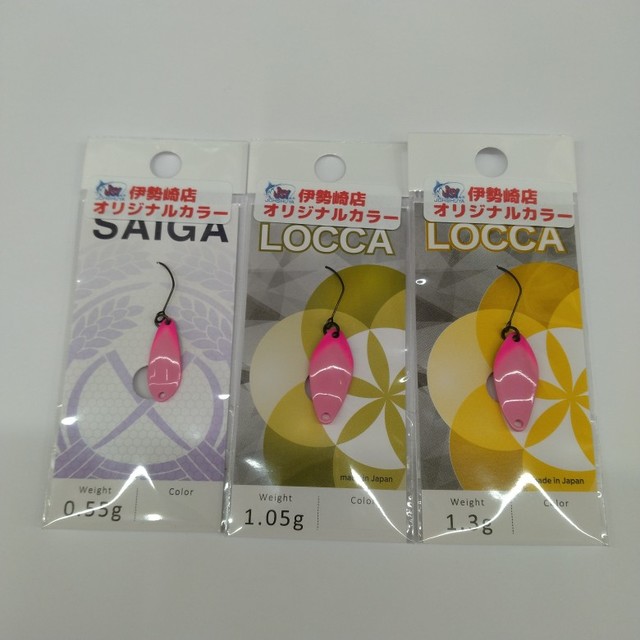 伊勢崎店
オリジナルカラー
SAIGA
Weight
Color
0.55g
伊勢崎店
オリジナルカラー
LOCCA
made in Japan
Weight
Color
1.05g
伊勢崎店
オリジナルカラー
LOCCA
made in Japan
Weight
Color
1.3g